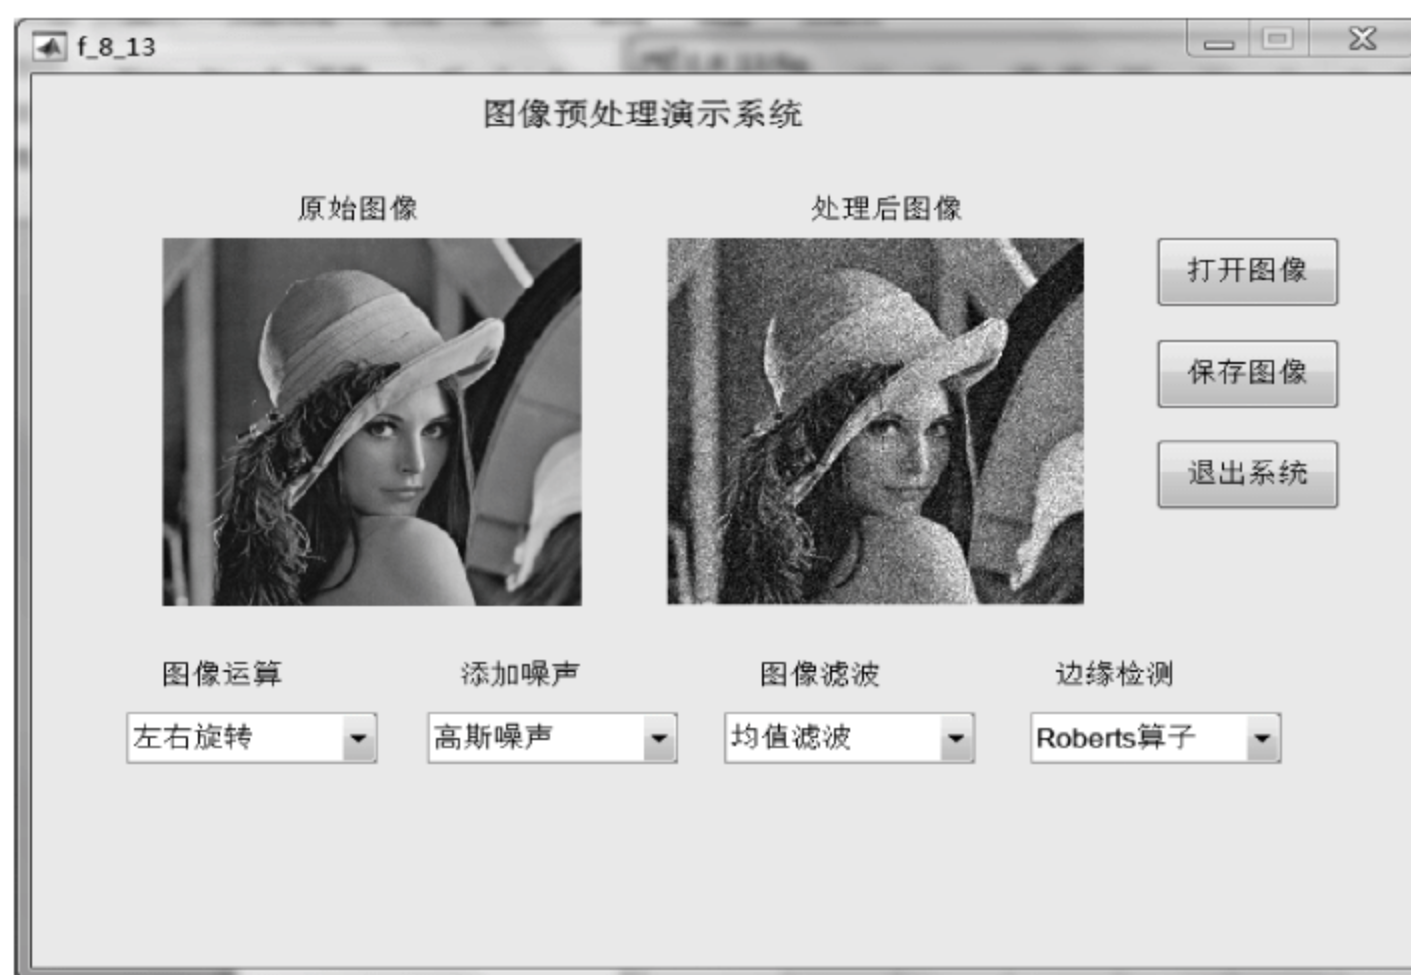 f_8_13
图像预处理演示系统
原始图像
处理后图像
打开图像
保存图像
退出系统
图像运算
添加噪声
图像滤波
边缘检测
左右旋转
高斯噪声
均值滤波
Roberts算子